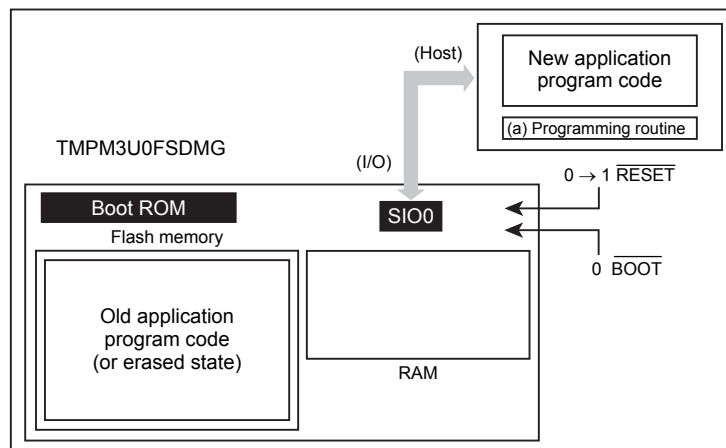 (Host)
New application
program code
(a) Programming routine
TMPM3U0FSDMG
(I/O)
0 → 1 RESET
Boot ROM
SIO0
Flash memory
0 BOOT
Old application
program code
(or erased state)
RAM